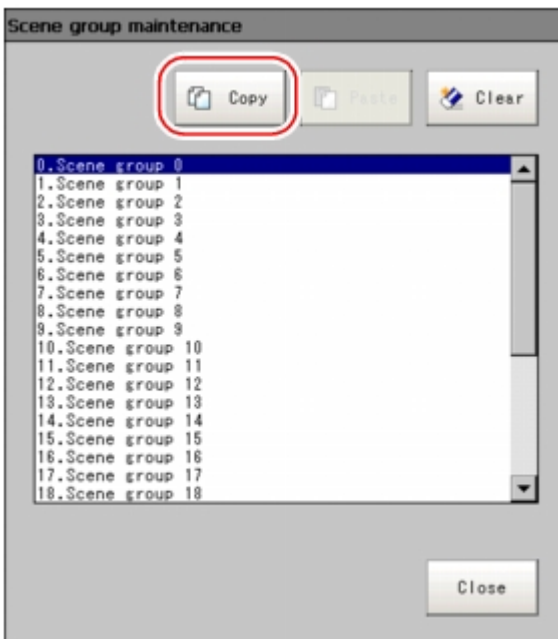 Scene group maintenance
Copy Paste Clear
0.Scene group 0
1.Scene group 1
2.Scene group 2
3.Scene group 3
4.Scene group 4
5.Scene group 5
6.Scene group 6
7.Scene group 7
8.Scene group 8
9.Scene group 9
10.Scene group 10
11.Scene group 11
12.Scene group 12
13.Scene group 13
14.Scene group 14
15.Scene group 15
16.Scene group 16
17.Scene group 17
18.Scene group 18
Close